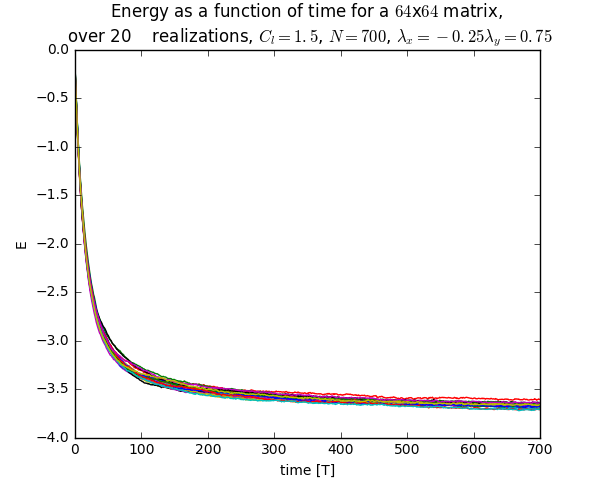 Energy as a function of time for a 64x64 matrix,
over 20 realizations, C_l = 1.5, N = 700, λ_x = −0.25λ_y = 0.75
0.0
−0.5
−1.0
−1.5
−2.0
−2.5
−3.0
−3.5
−4.0
E
0 100 200 300 400 500 600 700
time [T]